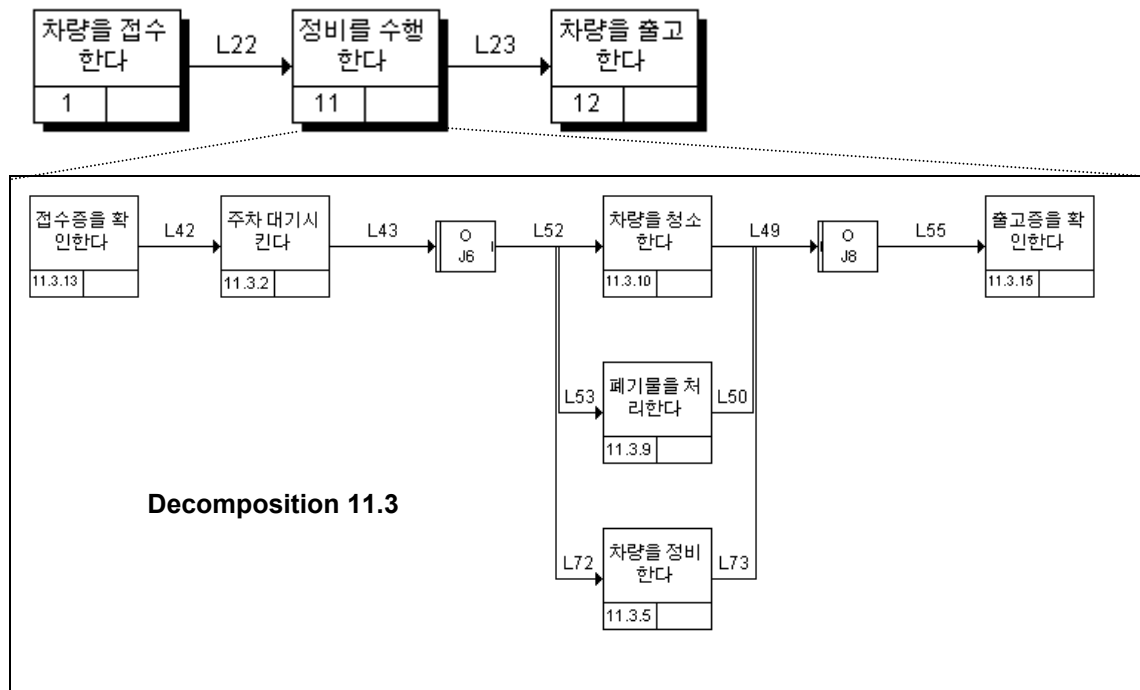 차량을 접수
한다
1
L22
정비를 수행
한다
11
L23
차량을 출고
한다
12
접수증을 확
인한다
11.3.13
L42
주차 대기시
킨다
11.3.2
L43
O
J6
L52
차량을 청소
한다
11.3.10
L49
O
J8
L55
출고증을 확
인한다
11.3.15
L53
폐기물을 처
리한다
11.3.9
L50
Decomposition 11.3
L72
차량을 정비
한다
11.3.5
L73